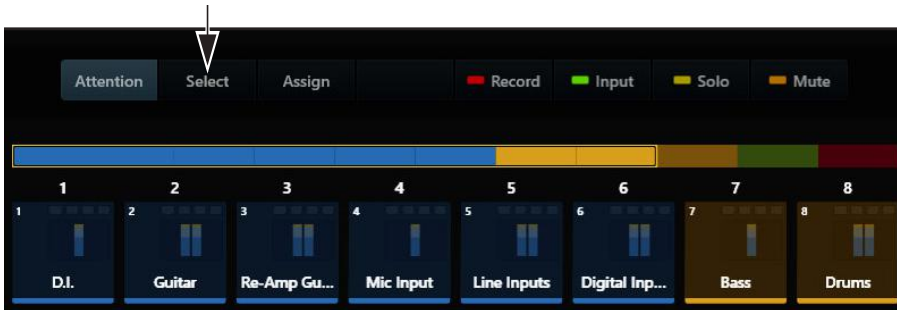 Attention Select Assign Record Input Solo Mute
1 2 3 4 5 6 7 8
1 2 3 4 5 6 7 8
D.I. Guitar Re-Amp Gu... Mic Input Line Inputs Digital Inp... Bass Drums